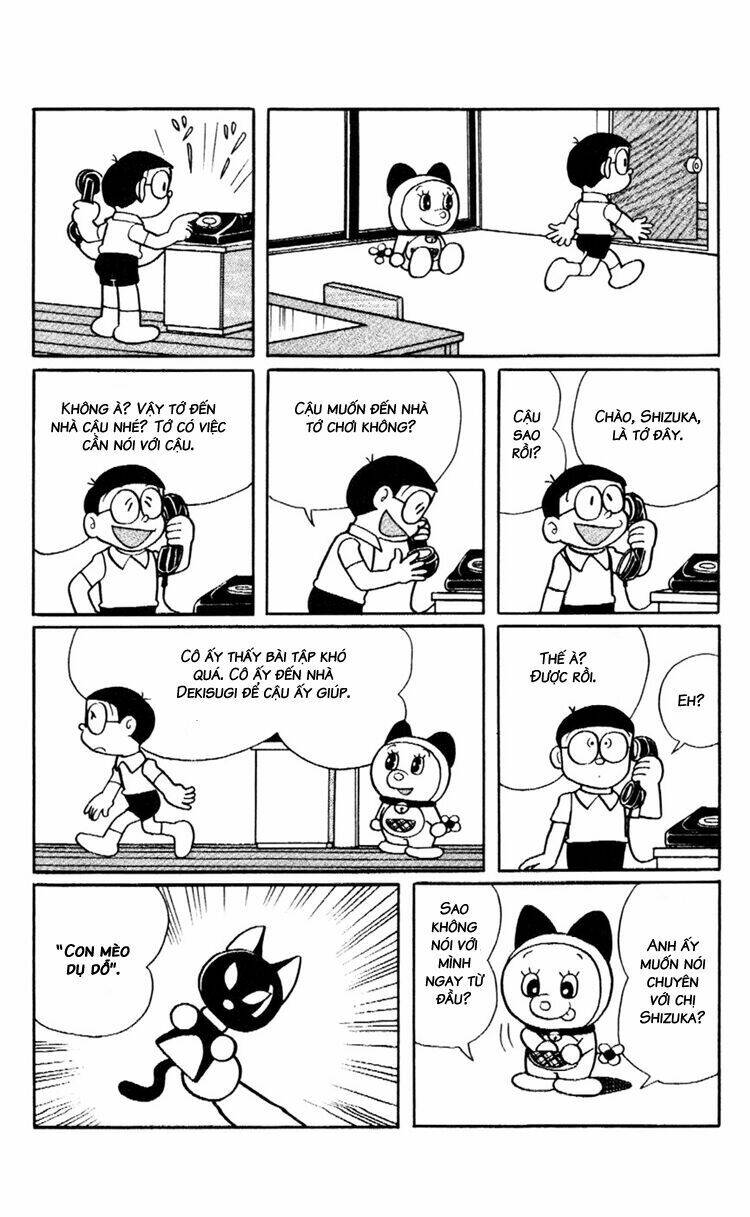 CHÀO, SHIZUKA,
LÀ TỚ ĐÂY.
CẬU
SAO
RỒI?
CẬU MUỐN ĐẾN NHÀ
TỚ CHƠI KHÔNG?
KHÔNG À? VẬY TỚ ĐẾN
NHÀ CẬU NHÉ? TỚ CÓ VIỆC
CẦN NÓI VỚI CẬU.
EH?
THẾ À?
ĐƯỢC RỒI.
CÔ ẤY THẤY BÀI TẬP KHÓ
QUÁ. CÔ ẤY ĐẾN NHÀ
DEKISUGI ĐỂ CẬU ẤY GIÚP.
ANH ẤY
MUỐN NÓI
CHUYÊN
VỚI CHỊ
SHIZUKA?
SAO
KHÔNG
NÓI VỚI
MÌNH
NGAY TỪ
ĐẦU?
"CON MÈO
DỤ DỖ".